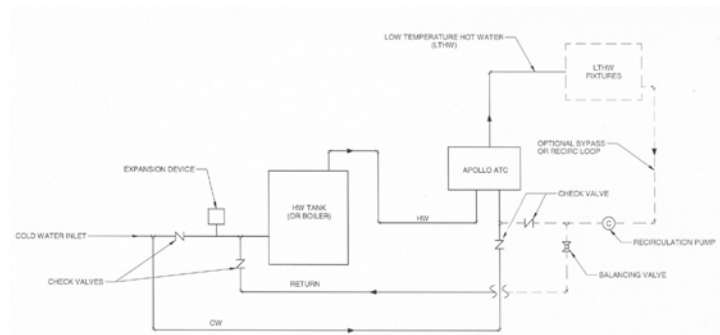 LOW TEMPERATURE HOT WATER
(LTHW)
LTHW
FIXTURES
OPTIONAL BYPASS
OR RECIRC LOOP
EXPANSION DEVICE
HW TANK
(OR BOILER)
APOLLO ATC
CHECK VALVE
HW
COLD WATER INLET
C
RECIRCULATION PUMP
BALANCING VALVE
CHECK VALVES
RETURN
CW